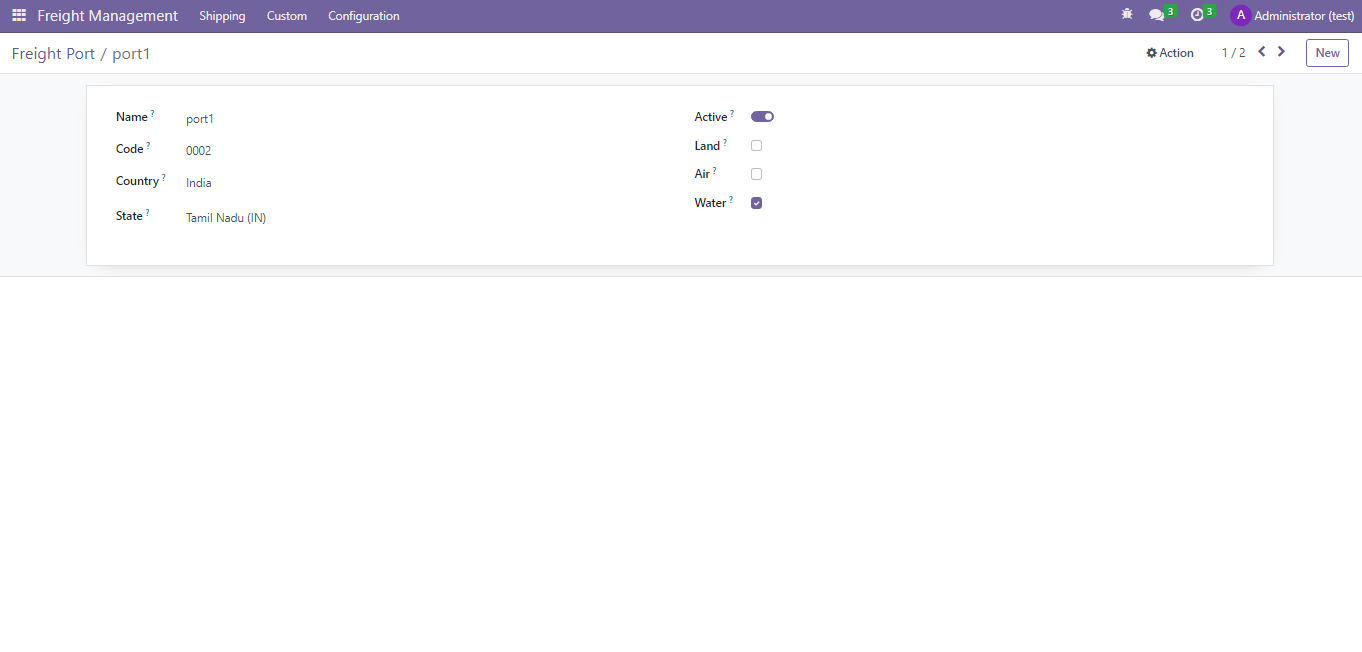 Freight Management Shipping Custom Configuration 3 3 A Administrator (test)
Freight Port / port1 Action 1 / 2 New
Name ? port1 Active ?
Code ? 0002 Land ?
Country ? India Air ?
State ? Tamil Nadu (IN) Water ?